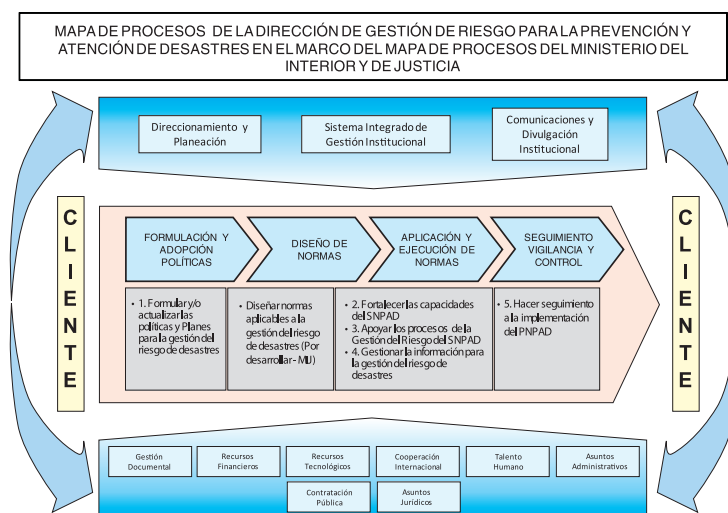 MAPA DE PROCESOS DE LA DIRECCIÓN DE GESTIÓN DE RIESGO PARA LA PREVENCIÓN Y
ATENCIÓN DE DESASTRES EN EL MARCO DEL MAPA DE PROCESOS DEL MINISTERIO DEL
INTERIOR Y DE JUSTICIA
Direccionamiento y
Planeación
Sistema Integrado de
Gestión Institucional
Comunicaciones y
Divulgación
Institucional
CLIENTE
FORMULACIÓN Y
ADOPCIÓN
POLÍTICAS
DISEÑO DE
NORMAS
APLICACIÓN Y
EJECUCIÓN DE
NORMAS
SEGUIMIENTO
VIGILANCIA Y
CONTROL
• 1. Formular y/o
actualizar las
políticas y Planes
para la gestión del
riesgo de desastres
• Diseñar normas
aplicables a la
gestión del riesgo
de desastres (Por
desarrollar - MIJ)
• 2. Fortalecer las capacidades
del SNPAD
• 3. Apoyar los procesos de la
Gestión del Riesgo del SNPAD
• 4. Gestionar la información para
la gestión del riesgo de
desastres
• 5. Hacer seguimiento
a la implementación
del PNPAD
CLIENTE
Gestión
Documental
Recursos
Financieros
Recursos
Tecnológicos
Cooperación
Internacional
Talento
Humano
Asuntos
Administrativos
Contratación
Pública
Asuntos
Jurídicos